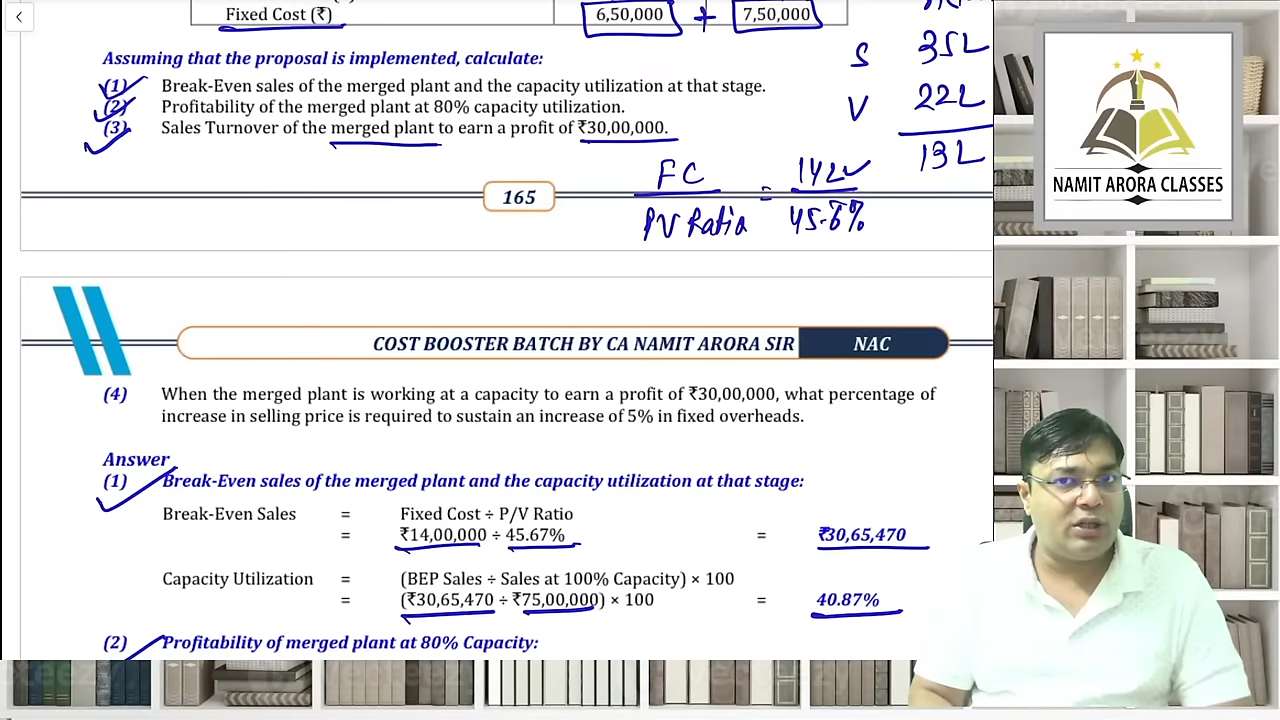 Fixed Cost (₹) 6,50,000 + 7,50,000
Assuming that the proposal is implemented, calculate:
S 35L
(1) Break-Even sales of the merged plant and the capacity utilization at that stage.
(2) Profitability of the merged plant at 80% capacity utilization.
V 22L
(3) Sales Turnover of the merged plant to earn a profit of ₹30,00,000.
13L
FC = 14L
PV Ratio 45.6%
165
NAMIT ARORA CLASSES
COST BOOSTER BATCH BY CA NAMIT ARORA SIR NAC
(4) When the merged plant is working at a capacity to earn a profit of ₹30,00,000, what percentage of
increase in selling price is required to sustain an increase of 5% in fixed overheads.
Answer
(1) Break-Even sales of the merged plant and the capacity utilization at that stage:
Break-Even Sales = Fixed Cost ÷ P/V Ratio
= ₹14,00,000 ÷ 45.67% = ₹30,65,470
Capacity Utilization = (BEP Sales ÷ Sales at 100% Capacity) × 100
= (₹30,65,470 ÷ ₹75,00,000) × 100 = 40.87%
(2) Profitability of merged plant at 80% Capacity: